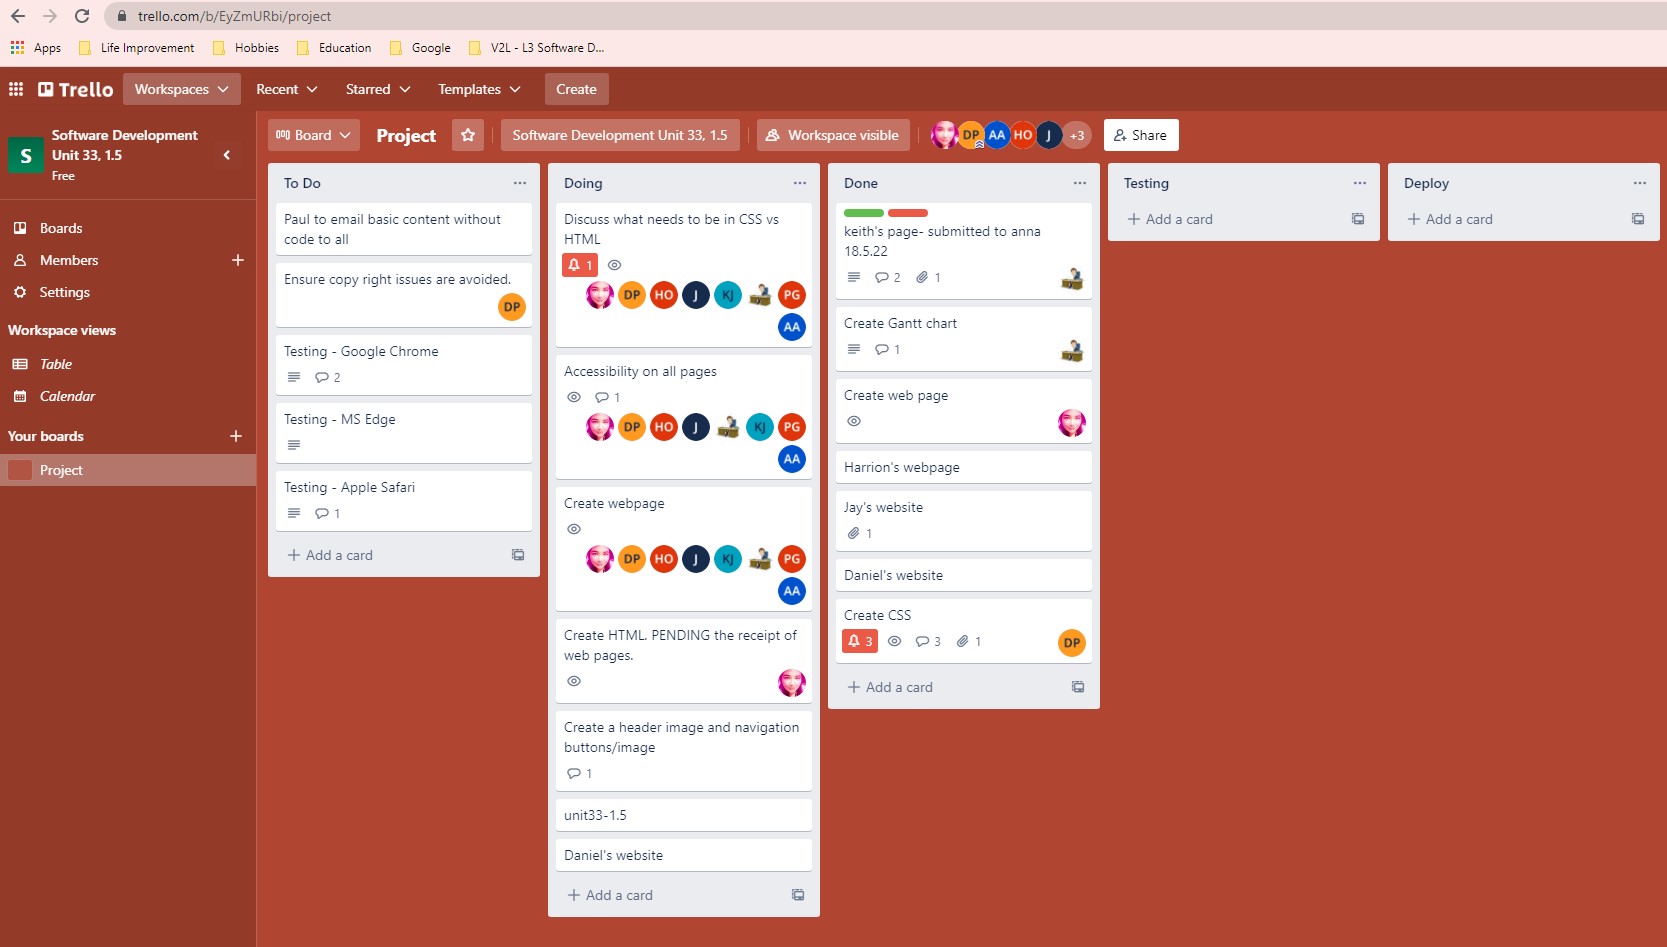 trello.com/b/EyZmURbi/project
Apps Life Improvement Hobbies Education Google V2L - L3 Software D...
Trello Workspaces Recent Starred Templates Create
S
Software Development
Unit 33, 1.5
Free
Boards
Members
Settings
Workspace views
Table
Calendar
Your boards
Project
Board Project Software Development Unit 33, 1.5 Workspace visible DP AA HO J +3 Share
To Do
Paul to email basic content without
code to all
Ensure copy right issues are avoided.
DP
Testing - Google Chrome
2
Testing - MS Edge
Testing - Apple Safari
1
Add a card
Doing
Discuss what needs to be in CSS vs
HTML
1
DP HO J KJ PG
AA
Accessibility on all pages
1
DP HO J KJ PG
AA
Create webpage
DP HO J KJ PG
AA
Create HTML. PENDING the receipt of
web pages.
Create a header image and navigation
buttons/image
1
unit33-1.5
Daniel's website
Add a card
Done
keith's page- submitted to anna
18.5.22
2 1
Create Gantt chart
1
Create web page
Harrion's webpage
Jay's website
1
Daniel's website
Create CSS
3 3 1 DP
Add a card
Testing
Add a card
Deploy
Add a card